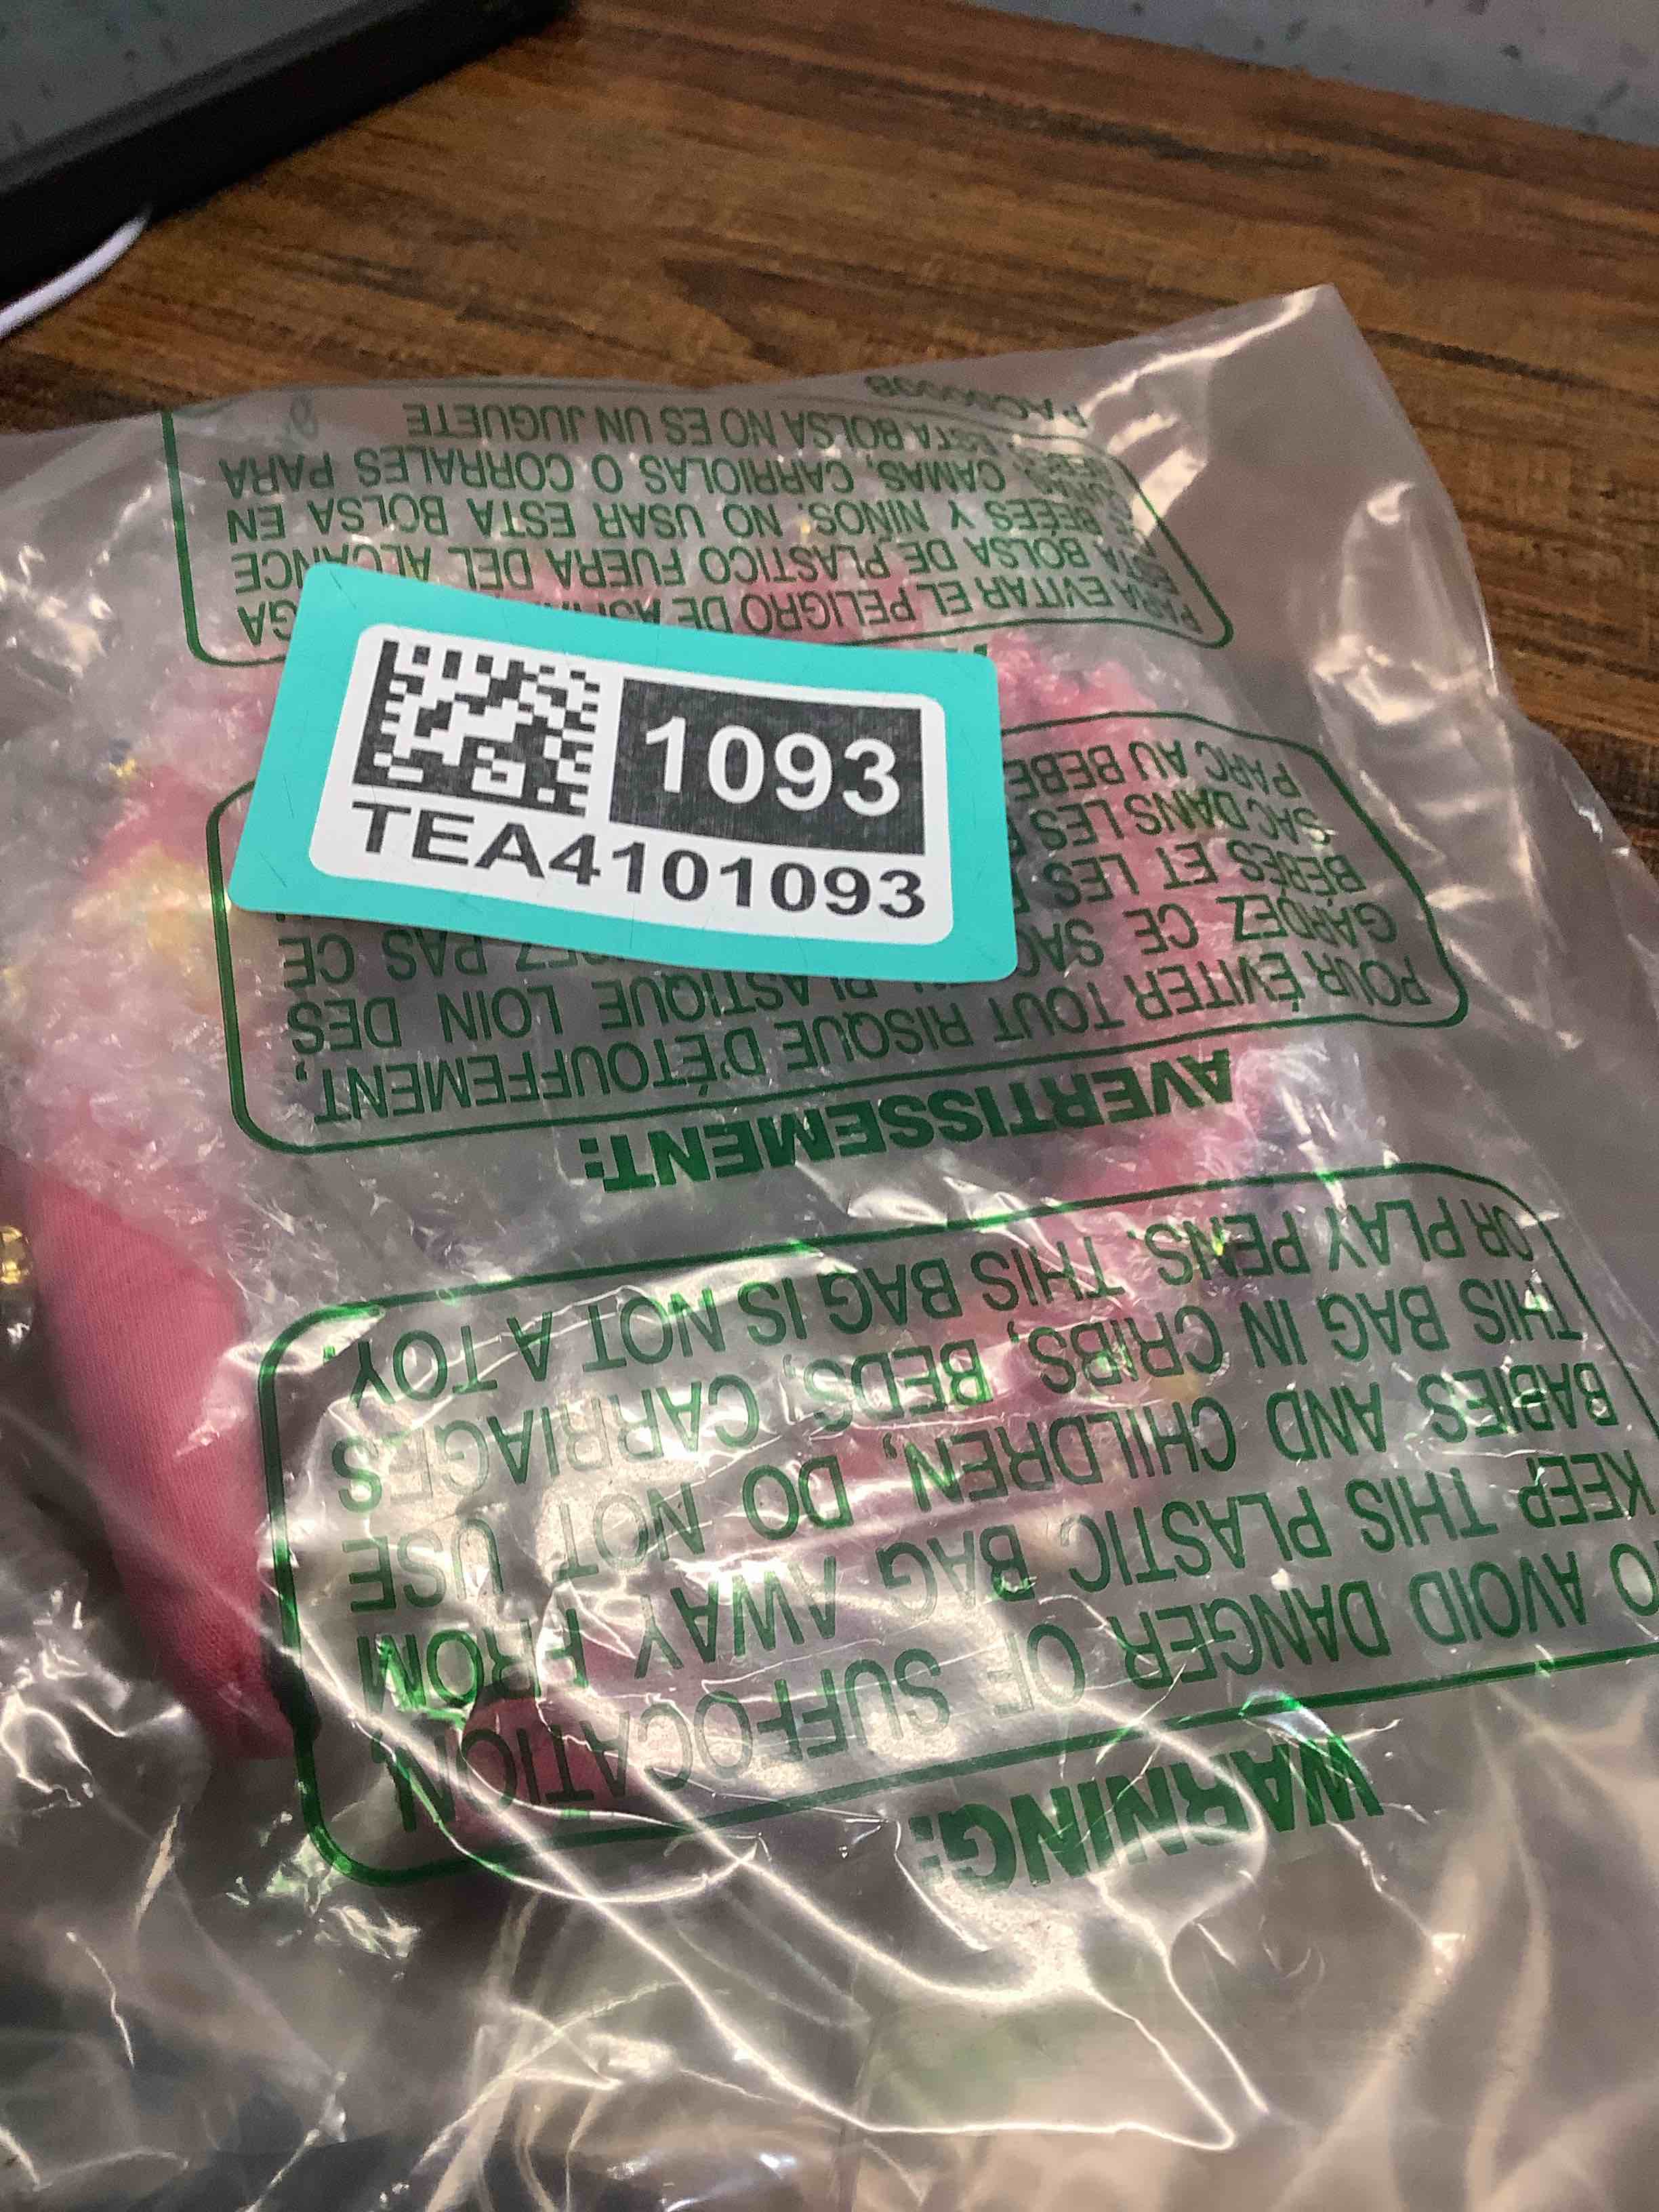 1093
TEA4101093
WARNING:
TO AVOID DANGER OF SUFFOCATION
KEEP THIS PLASTIC BAG AWAY FROM
BABIES AND CHILDREN, DO NOT USE
THIS BAG IN CRIBS, BEDS, CARRIAGES
OR PLAY PENS. THIS BAG IS NOT A TOY.
AVERTISSEMENT:
POUR ÉVITER TOUT RISQUE D'ÉTOUFFEMENT,
GARDEZ CE SAC PLASTIQUE LOIN DES
BÉBÉS ET LES PAS CE
SAC DANS LES
PARC AU BEBE
PARA EVITAR EL PELIGRO DE
ESTA BOLSA DE PLASTICO FUERA DEL ALCANCE
BEÉES Y NIÑOS. NO USAR ESTA BOLSA EN
CAMAS, CARRIOLAS O CORRALES PARA
ESTA BOLSA NO ES UN JUGUETE